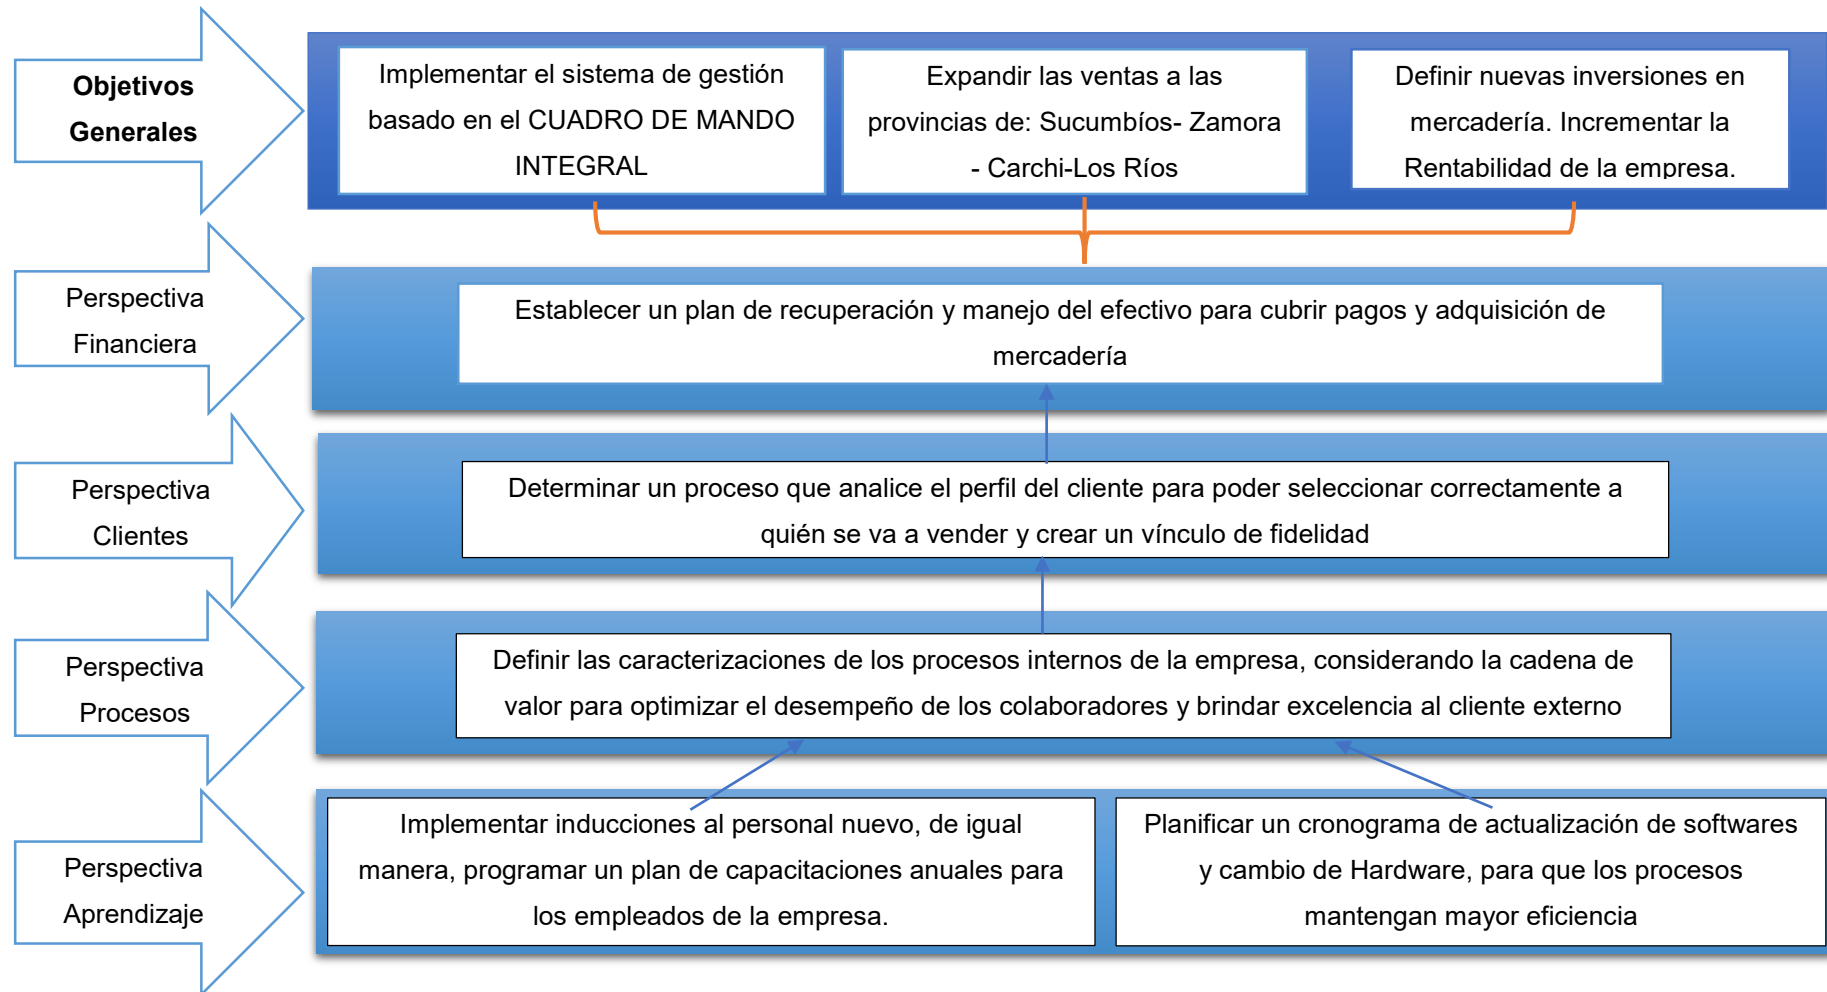 Objetivos
Generales
Implementar el sistema de gestión
basado en el CUADRO DE MANDO
INTEGRAL
Expandir las ventas a las
provincias de: Sucumbíos- Zamora
- Carchi-Los Ríos
Definir nuevas inversiones en
mercadería. Incrementar la
Rentabilidad de la empresa.
Perspectiva
Financiera
Establecer un plan de recuperación y manejo del efectivo para cubrir pagos y adquisición de
mercadería
Perspectiva
Clientes
Determinar un proceso que analice el perfil del cliente para poder seleccionar correctamente a
quién se va a vender y crear un vínculo de fidelidad
Perspectiva
Procesos
Definir las caracterizaciones de los procesos internos de la empresa, considerando la cadena de
valor para optimizar el desempeño de los colaboradores y brindar excelencia al cliente externo
Perspectiva
Aprendizaje
Implementar inducciones al personal nuevo, de igual
manera, programar un plan de capacitaciones anuales para
los empleados de la empresa.
Planificar un cronograma de actualización de softwares
y cambio de Hardware, para que los procesos
mantengan mayor eficiencia